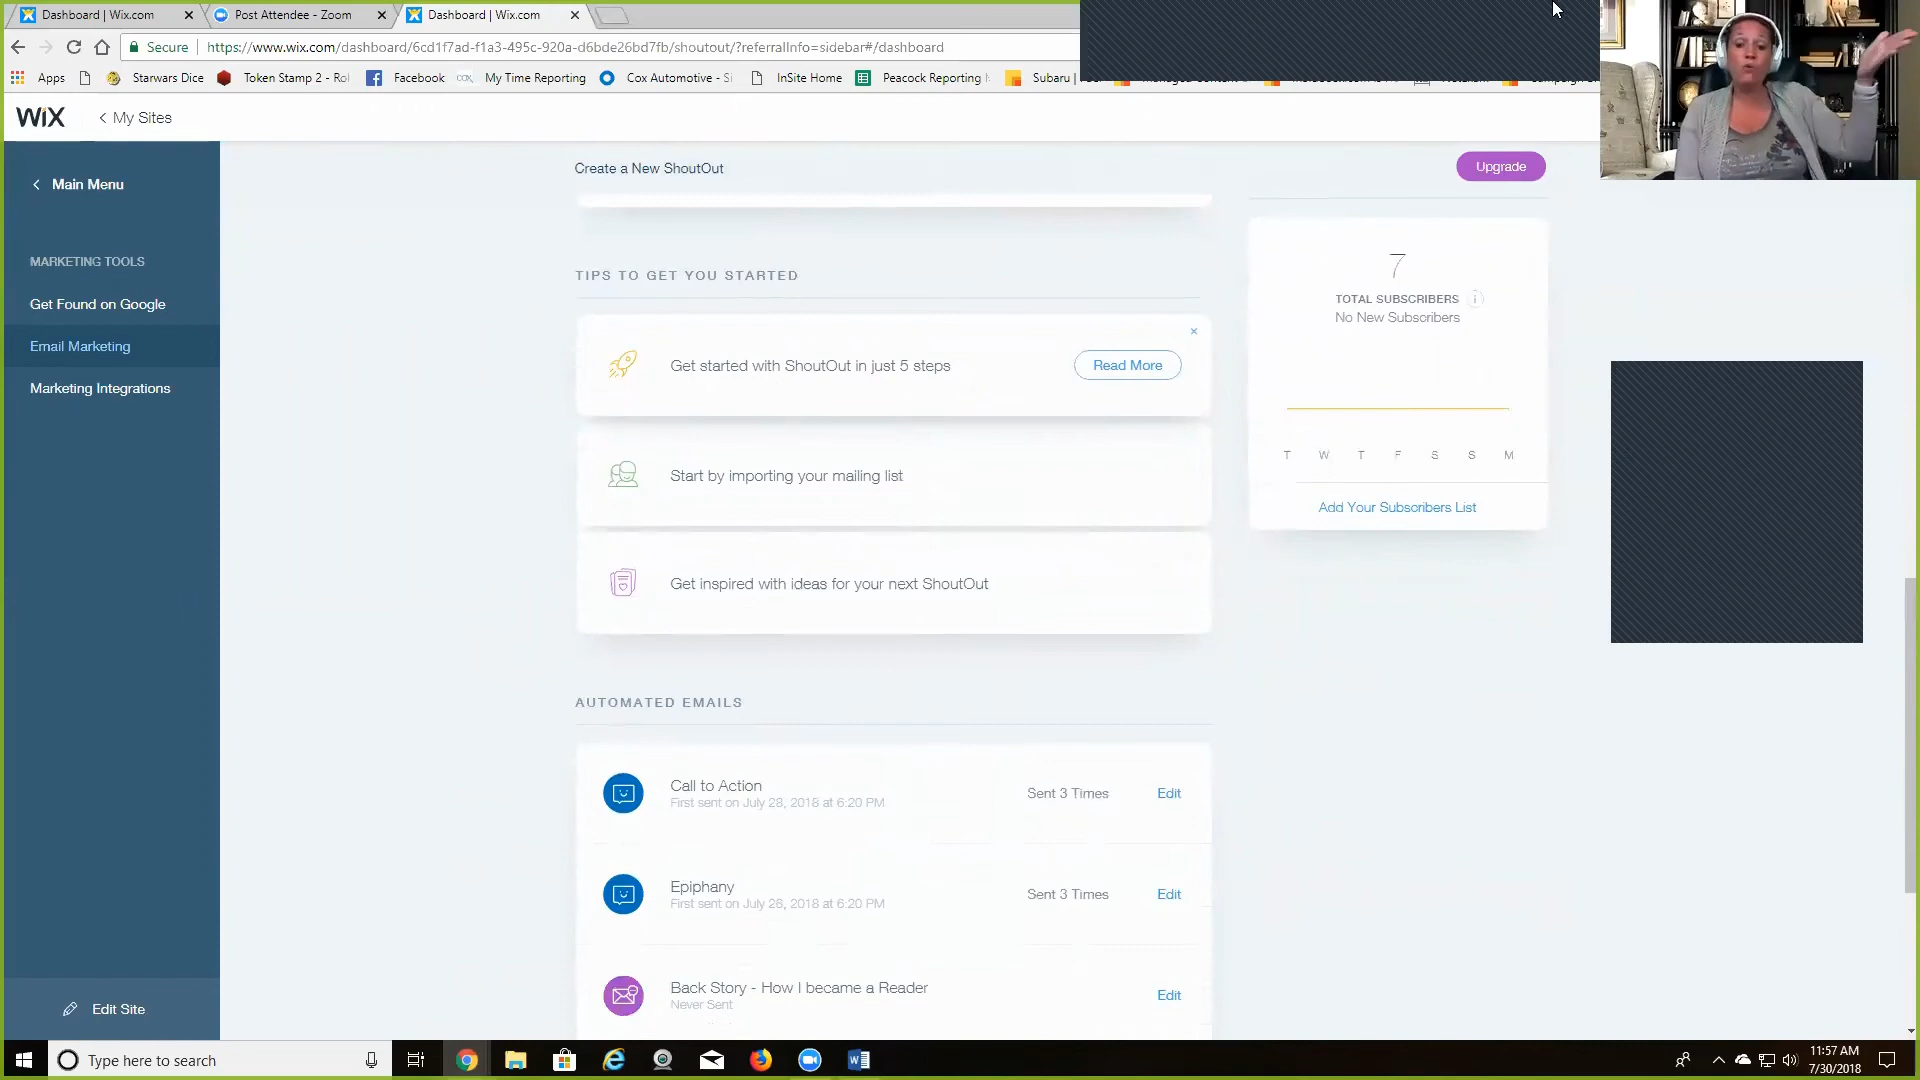 Dashboard | Wix.com
Post Attendee - Zoom
Dashboard | Wix.com
Secure
https://www.wix.com/dashboard/6cd1f7ad-f1a3-495c-920a-d6bde26bd7fb/shoutout/?referralInfo=sidebar#/dashboard
Apps
Starwars Dice
Token Stamp 2 - Rol
Facebook
My Time Reporting
Cox Automotive - Si
InSite Home
Peacock Reporting
Subaru |
WiX
My Sites
Create a New ShoutOut
Upgrade
Main Menu
MARKETING TOOLS
Get Found on Google
Email Marketing
Marketing Integrations
Edit Site
TIPS TO GET YOU STARTED
Get started with ShoutOut in just 5 steps
Read More
Start by importing your mailing list
Get inspired with ideas for your next ShoutOut
7
TOTAL SUBSCRIBERS
No New Subscribers
T W T F S S M
Add Your Subscribers List
AUTOMATED EMAILS
Call to Action
First sent on July 28, 2018 at 6:20 PM
Sent 3 Times
Edit
Epiphany
First sent on July 26, 2018 at 6:20 PM
Sent 3 Times
Edit
Back Story - How I became a Reader
Never Sent
Edit
Type here to search
11:57 AM
7/30/2018